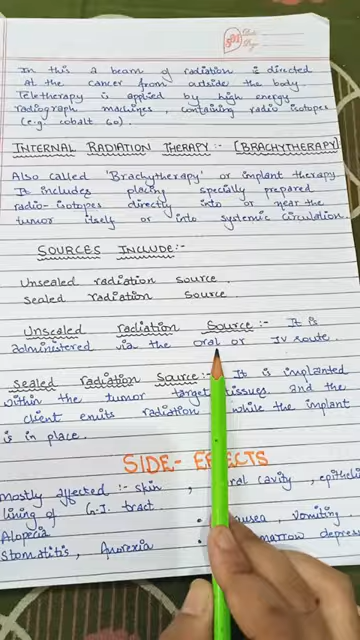 In this a beam of radiation is directed
at the cancer from outside the body.
Teletherapy is applied by high energy
radiograph machines, containing radio isotopes
(e.g. cobalt 60).
INTERNAL RADIATION THERAPY :- [BRACHYTHERAPY]
Also called 'Brachytherapy' or implant therapy
It includes placing specially prepared
radio-isotopes directly into or near the
tumor itself or into systemic circulation.
SOURCES INCLUDE:-
Unsealed radiation source
Sealed radiation source.
Unsealed radiation Source :- It is
administered via the oral or IV route.
Sealed radiation Source :- It is implanted
within the tumor target tissues and the
client emits radiation while the implant
is in place.
SIDE-EFFECTS
mostly affected :- skin, oral cavity, epitheli
lining of G.I. tract
Alopecia nausea, vomiting
Stomatitis, Anorexia marrow depress